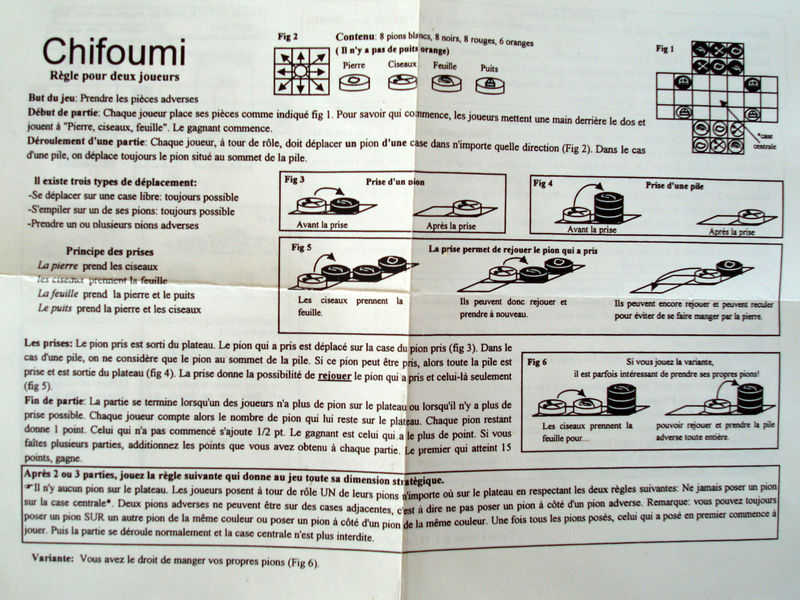 Chifoumi
Règle pour deux joueurs
Fig 2
Contenu: 8 pions blancs, 8 noirs, 8 rouges, 6 oranges
( Il n'y a pas de puits orange)
Pierre Ciseaux Feuille Puits
Fig 1
*case
centrale
But du jeu: Prendre les pièces adverses
Début de partie: Chaque joueur place ses pièces comme indiqué fig 1. Pour savoir qui commence, les joueurs mettent une main derrière le dos et
jouent à "Pierre, ciseaux, feuille". Le gagnant commence.
Déroulement d'une partie: Chaque joueur, à tour de rôle, doit déplacer un pion d'une case dans n'importe quelle direction (Fig 2). Dans le cas
d'une pile, on déplace toujours le pion situé au sommet de la pile.
Il existe trois types de déplacement:
-Se déplacer sur une case libre: toujours possible
-S'empiler sur un de ses pions: toujours possible
-Prendre un ou plusieurs pions adverses
Fig 3
Prise d'un pion
Avant la prise
Après la prise
Fig 4
Prise d'une pile
Avant la prise
Après la prise
Principe des prises
La pierre prend les ciseaux
les ciseaux prennent la feuille
La feuille prend la pierre et le puits
Le puits prend la pierre et les ciseaux
Fig 5
La prise permet de rejouer le pion qui a pris
Les ciseaux prennent la
feuille.
Ils peuvent donc rejouer et
prendre à nouveau.
Ils peuvent encore rejouer et peuvent reculer
pour éviter de se faire manger par la pierre.
Les prises: Le pion pris est sorti du plateau. Le pion qui a pris est déplacé sur la case du pion pris (fig 3). Dans le
cas d'une pile, on ne considère que le pion au sommet de la pile. Si ce pion peut être pris, alors toute la pile est
prise et est sortie du plateau (fig 4). La prise donne la possibilité de rejouer le pion qui a pris et celui-là seulement
(fig 5).
Fin de partie: La partie se termine lorsqu'un des joueurs n'a plus de pion sur le plateau ou lorsqu'il n'y a plus de
prise possible. Chaque joueur compte alors le nombre de pion qui lui reste sur le plateau. Chaque pion restant
donne 1 point. Celui qui n'a pas commencé s'ajoute 1/2 pt. Le gagnant est celui qui a le plus de point. Si vous
faîtes plusieurs parties, additionnez les points que vous avez obtenu à chaque partie. Le premier qui atteint 15
points, gagne.
Fig 6
Si vous jouez la variante,
il est parfois intéressant de prendre ses propres pions!
Les ciseaux prennent la
feuille pour...
pouvoir rejouer et prendre la pile
adverse toute entière.
Après 2 ou 3 parties, jouez la règle suivante qui donne au jeu toute sa dimension stratégique.
☞Il n'y aucun pion sur le plateau. Les joueurs posent à tour de rôle UN de leurs pions n'importe où sur le plateau en respectant les deux règles suivantes: Ne jamais poser un pion
sur la case centrale*. Deux pions adverses ne peuvent être sur des cases adjacentes, c'est à dire ne pas poser un pion à côté d'un pion adverse. Remarque: vous pouvez toujours
poser un pion SUR un autre pion de la même couleur ou poser un pion à côté d'un pion de la même couleur. Une fois tous les pions posés, celui qui a posé en premier commence à
jouer. Puis la partie se déroule normalement et la case centrale n'est plus interdite.
Variante: Vous avez le droit de manger vos propres pions (Fig 6).